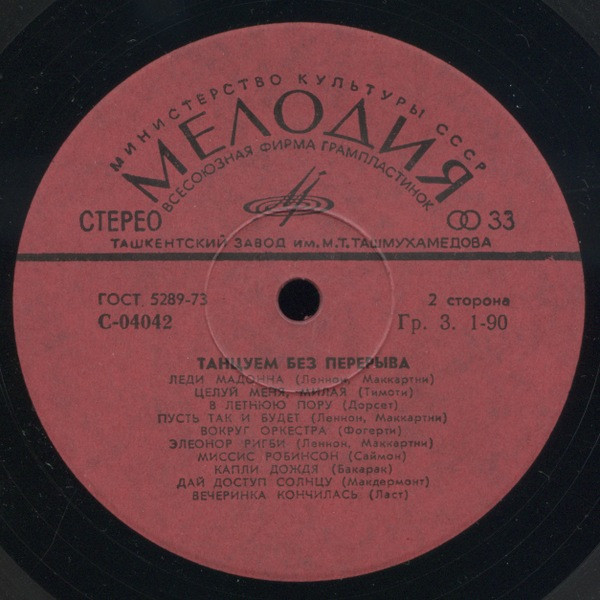 МИНИСТЕРСТВО КУЛЬТУРЫ СССР
МЕЛОДИЯ
ВСЕСОЮЗНАЯ ФИРМА ГРАМПЛАСТИНОК
СТЕРЕО 33
ТАШКЕНТСКИЙ ЗАВОД ИМ. М.Т. ТАШМУХАМЕДОВА
ГОСТ 5289-73 2 сторона
С-04042 Гр. 3. 1-90
ТАНЦУЕМ БЕЗ ПЕРЕРЫВА
ЛЕДИ МАДОННА (Леннон, Маккартни)
ЦЕЛУЙ МЕНЯ, МИЛАЯ (Тимоти)
В ЛЕТНЮЮ ПОРУ (Дорсет)
ПУСТЬ ТАК И БУДЕТ (Леннон, Маккартни)
ВОКРУГ ОРКЕСТРА (Фогерти)
ЭЛЕОНОР РИГБИ (Леннон, Маккартни)
МИССИС РОБИНСОН (Саймон)
КАПЛИ ДОЖДЯ (Бакарак)
ДАЙ ДОСТУП СОЛНЦУ (Макдермонт)
ВЕЧЕРИНКА КОНЧИЛАСЬ (Ласт)